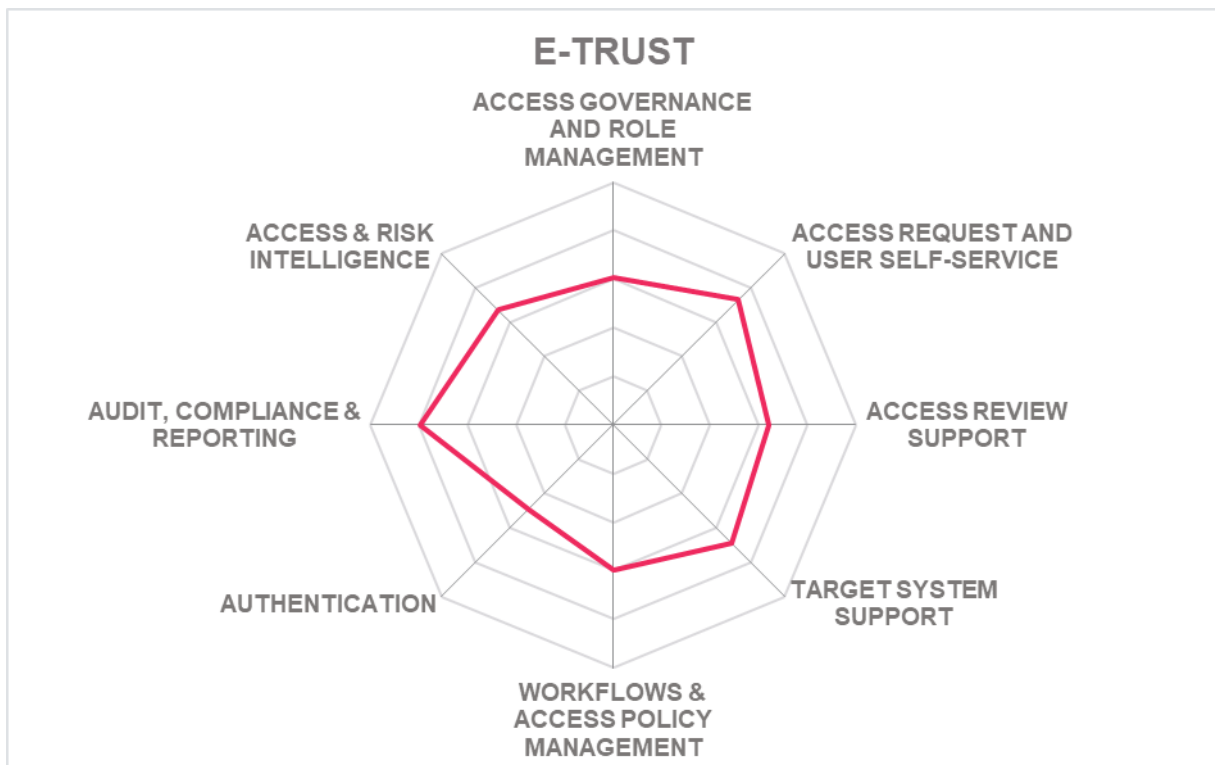 E-TRUST
ACCESS GOVERNANCE
AND ROLE
MANAGEMENT
ACCESS REQUEST AND
USER SELF-SERVICE
ACCESS REVIEW
SUPPORT
TARGET SYSTEM
SUPPORT
WORKFLOWS &
ACCESS POLICY
MANAGEMENT
AUTHENTICATION
AUDIT, COMPLIANCE &
REPORTING
ACCESS & RISK
INTELLIGENCE